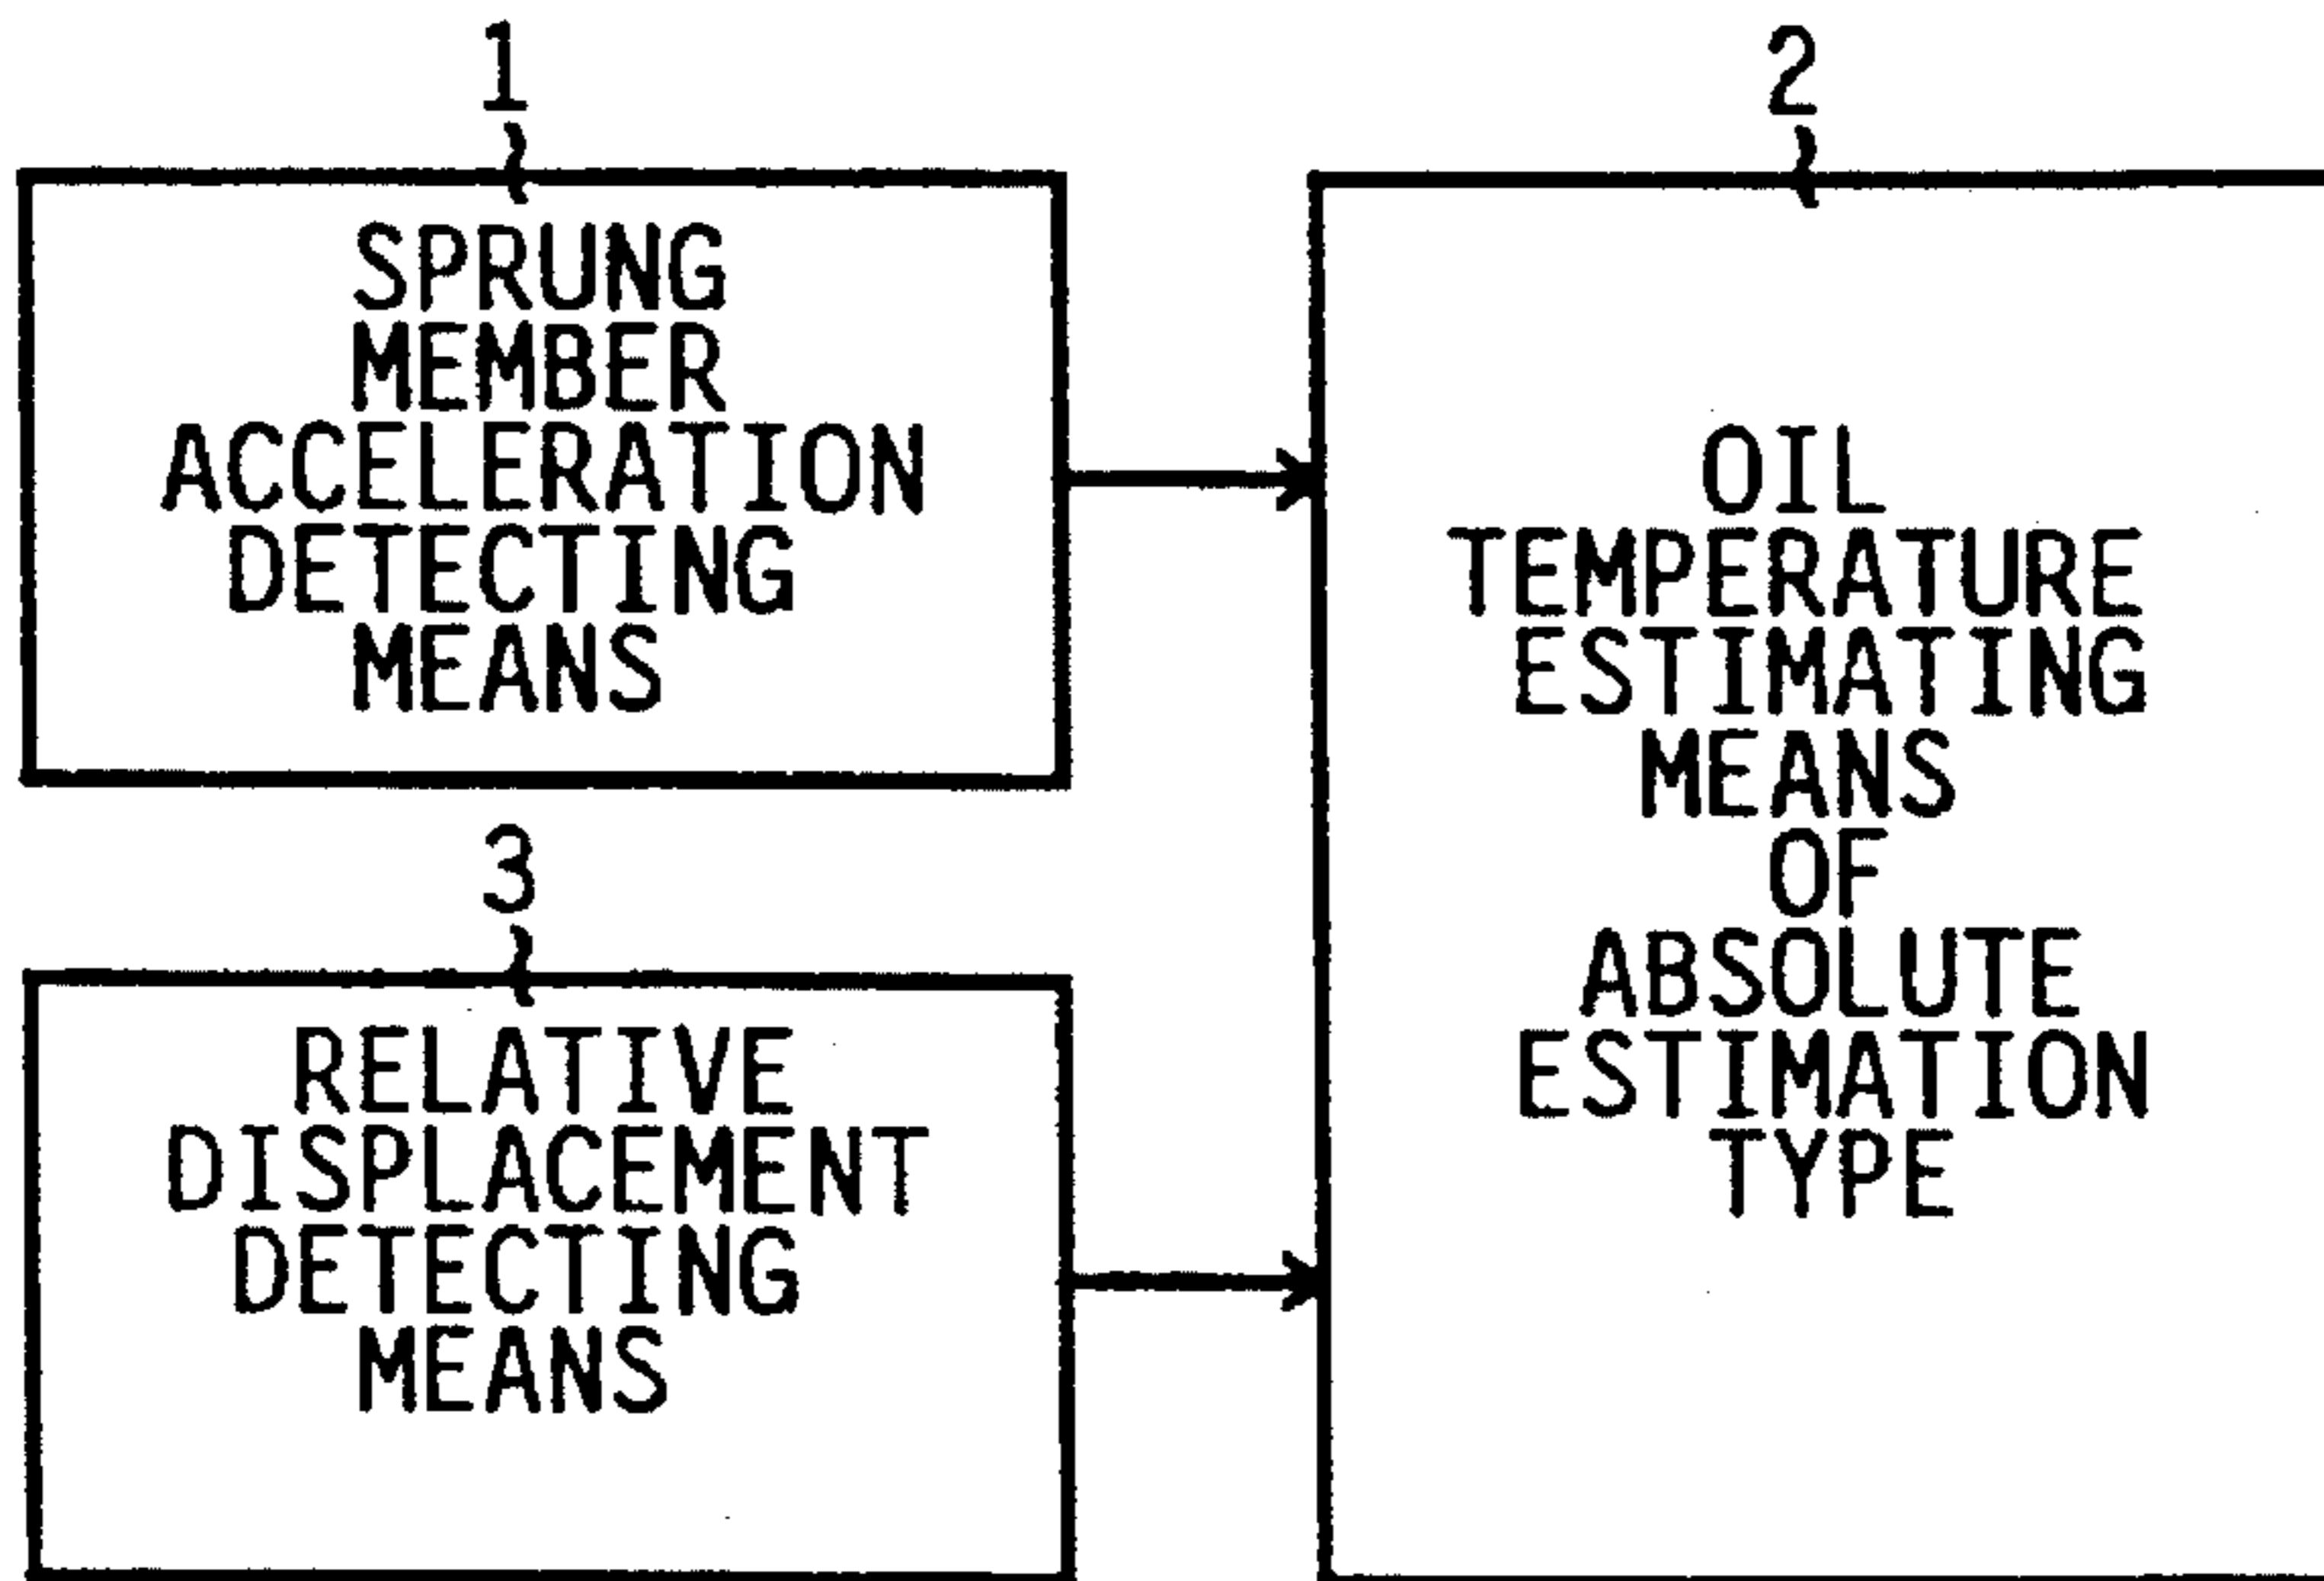 1
SPRUNG
MEMBER
ACCELERATION
DETECTING
MEANS
2
OIL
TEMPERATURE
ESTIMATING
MEANS
OF
ABSOLUTE
ESTIMATION
TYPE
3
RELATIVE
DISPLACEMENT
DETECTING
MEANS